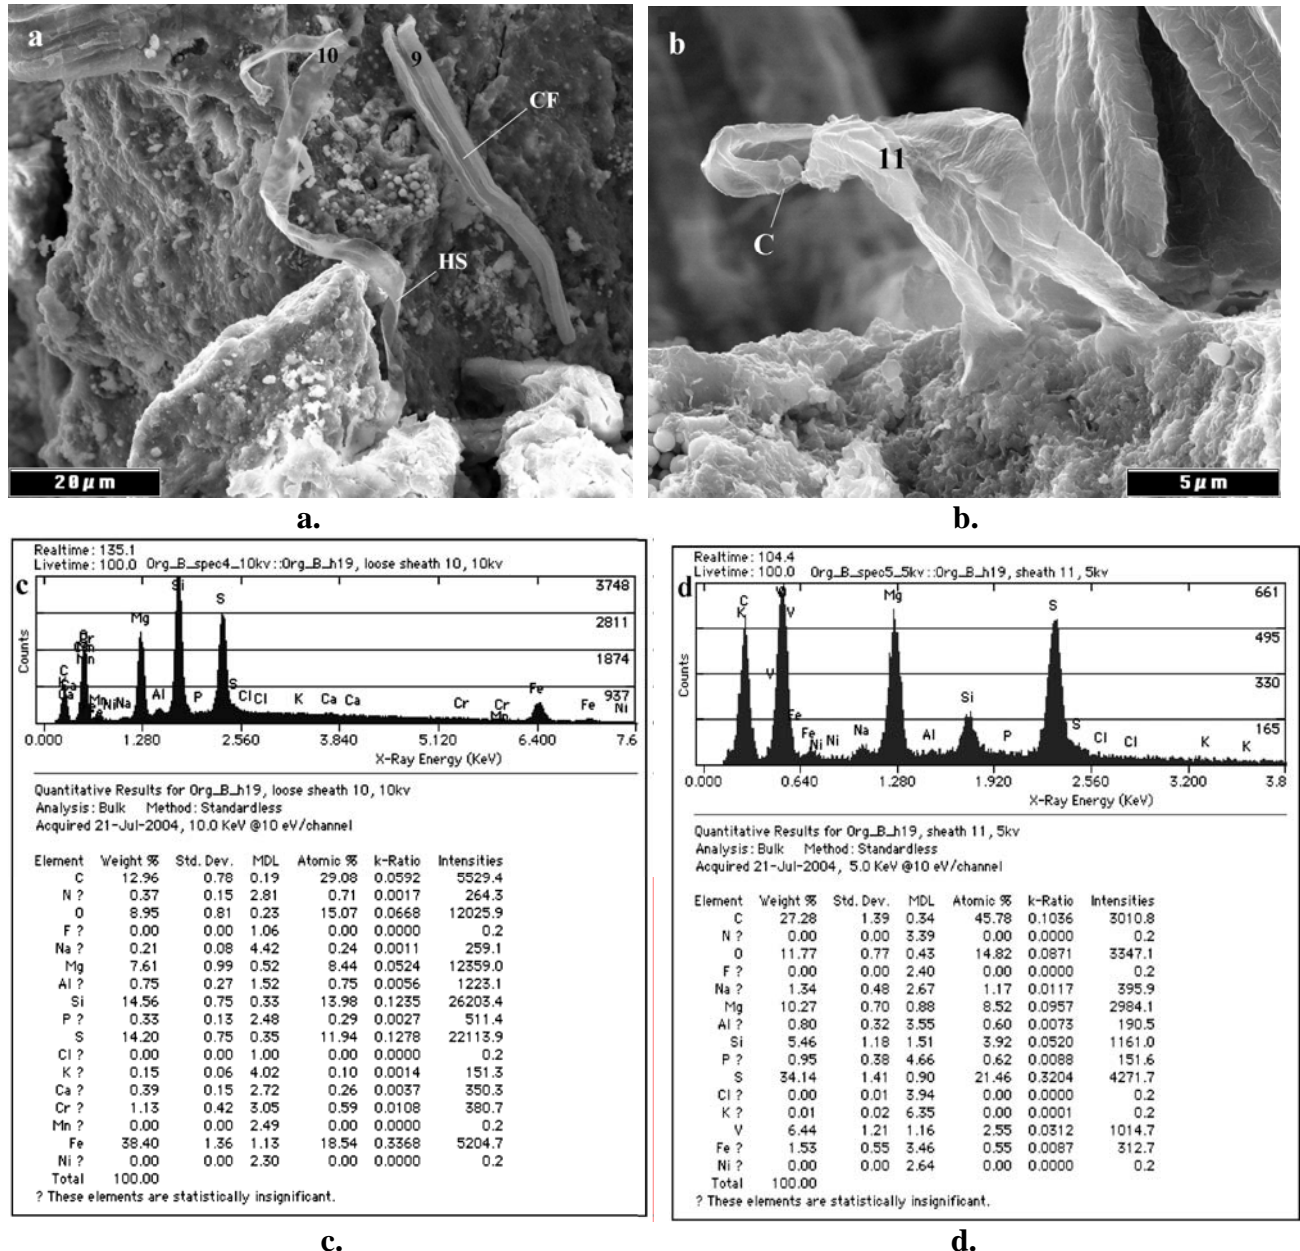 a
10
9
CF
HS
20μm
b
11
C
5μm
a.
b.
c
Realtime: 135.1
Livetime: 100.0 Org_B_spec4_10kv::Org_B_h19, loose sheath 10, 10kv
3748
2811
1874
937
Counts
C
K
Ca
O
Cr
Mn
Mn
Fe
Ni Na
Mg
Al
Si
P
S
S
Cl
Cl
K
Ca
Ca
Cr
Cr
Mn
Fe
Fe
Ni
0.000 1.280 2.560 3.840 5.120 6.400 7.6
X-Ray Energy (KeV)
Quantitative Results for Org_B_h19, loose sheath 10, 10kv
Analysis: Bulk Method: Standardless
Acquired 21-Jul-2004, 10.0 KeV @10 eV/channel
Element Weight % Std. Dev. MDL Atomic % k-Ratio Intensities
C 12.96 0.78 0.19 29.08 0.0592 5529.4
N ? 0.37 0.15 2.81 0.71 0.0017 264.3
O 8.95 0.81 0.23 15.07 0.0668 12025.9
F ? 0.00 0.00 1.06 0.00 0.0000 0.2
Na ? 0.21 0.08 4.42 0.24 0.0011 259.1
Mg 7.61 0.99 0.52 8.44 0.0524 12359.0
Al ? 0.75 0.27 1.52 0.75 0.0056 1223.1
Si 14.56 0.75 0.33 13.98 0.1235 26203.4
P ? 0.33 0.13 2.48 0.29 0.0027 511.4
S 14.20 0.75 0.35 11.94 0.1278 22113.9
Cl ? 0.00 0.00 1.00 0.00 0.0000 0.2
K ? 0.15 0.06 4.02 0.10 0.0014 151.3
Ca ? 0.39 0.15 2.72 0.26 0.0037 350.3
Cr ? 1.13 0.42 3.05 0.59 0.0108 380.7
Mn ? 0.00 0.00 2.49 0.00 0.0000 0.2
Fe 38.40 1.36 1.13 18.54 0.3368 5204.7
Ni ? 0.00 0.00 2.30 0.00 0.0000 0.2
Total 100.00
? These elements are statistically insignificant.
c.
d
Realtime: 104.4
Livetime: 100.0 Org_B_spec5_5kv::Org_B_h19, sheath 11, 5kv
661
495
330
165
Counts
C
K
V
O
V
Fe
Fe
Ni
Ni
Na
Mg
Al
Si
P
S
S
Cl
Cl
K
K
0.000 0.640 1.280 1.920 2.560 3.200 3.8
X-Ray Energy (KeV)
Quantitative Results for Org_B_h19, sheath 11, 5kv
Analysis: Bulk Method: Standardless
Acquired 21-Jul-2004, 5.0 KeV @10 eV/channel
Element Weight % Std. Dev. MDL Atomic % k-Ratio Intensities
C 27.28 1.39 0.34 45.78 0.1036 3010.8
N ? 0.00 0.00 3.39 0.00 0.0000 0.2
O 11.77 0.77 0.43 14.82 0.0871 3347.1
F ? 0.00 0.00 2.40 0.00 0.0000 0.2
Na ? 1.34 0.48 2.67 1.17 0.0117 395.9
Mg 10.27 0.70 0.88 8.52 0.0957 2984.1
Al ? 0.80 0.32 3.55 0.60 0.0073 190.5
Si 5.46 1.18 1.51 3.92 0.0520 1161.0
P ? 0.95 0.38 4.66 0.62 0.0088 151.6
S 34.14 1.41 0.90 21.46 0.3204 4271.7
Cl ? 0.00 0.01 3.94 0.00 0.0000 0.2
K ? 0.01 0.02 6.35 0.00 0.0001 0.2
V 6.44 1.21 1.16 2.55 0.0312 1014.7
Fe ? 1.53 0.55 3.46 0.55 0.0087 312.7
Ni ? 0.00 0.00 2.64 0.00 0.0000 0.2
Total 100.00
? These elements are statistically insignificant.
d.